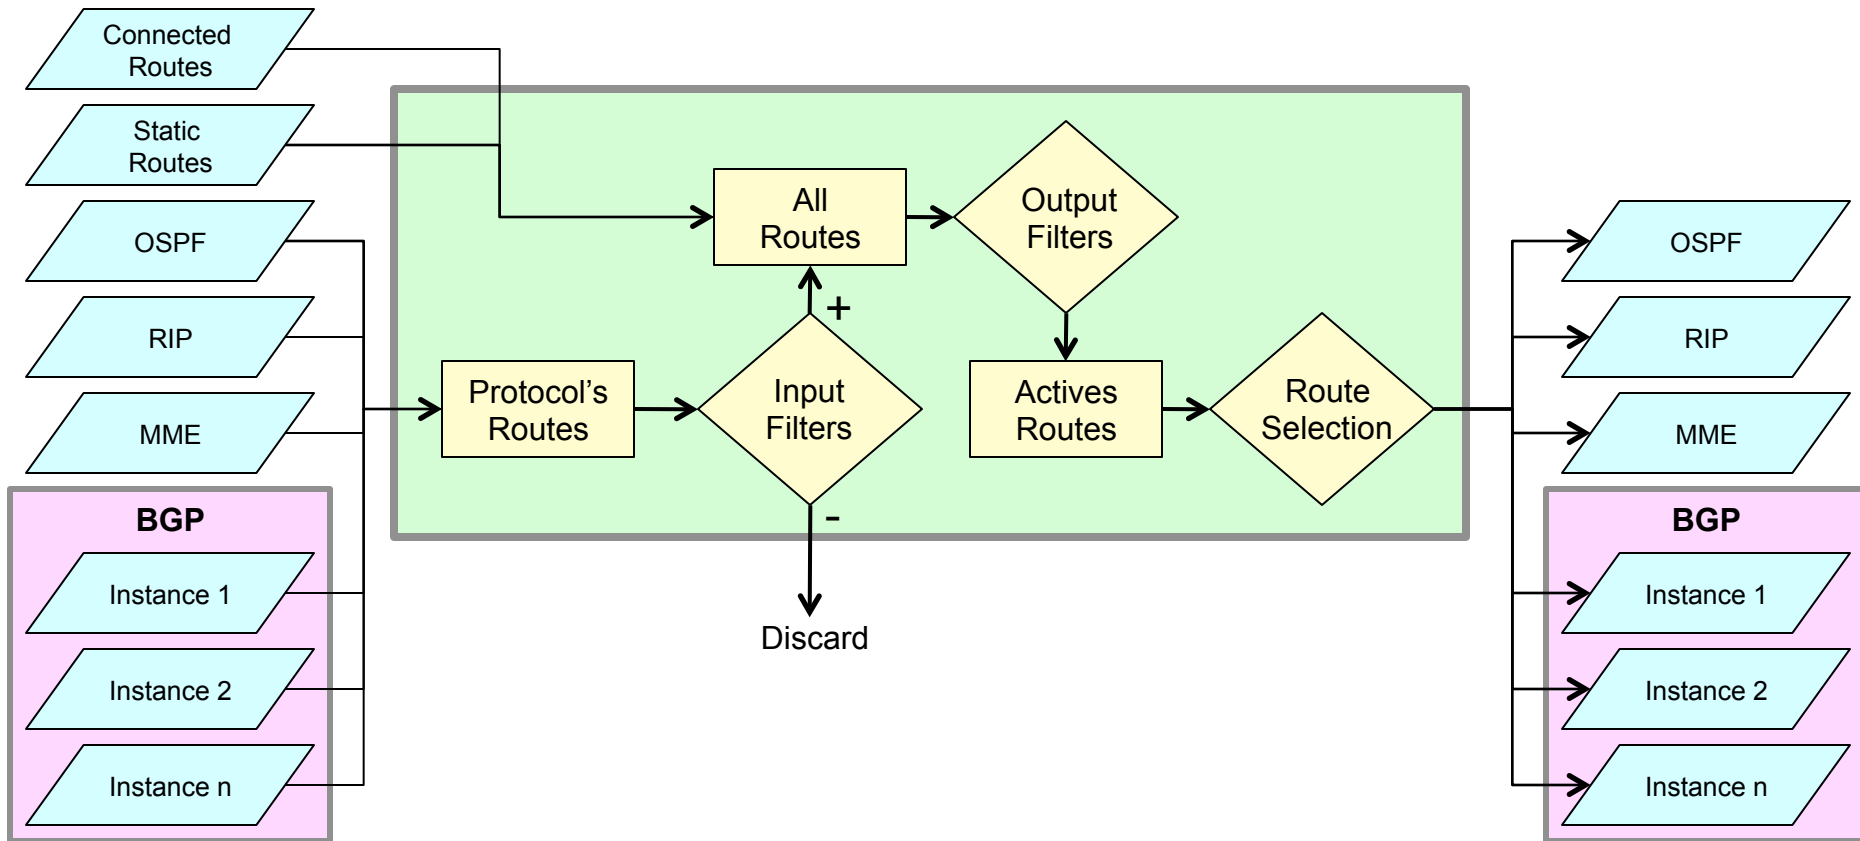 Connected
Routes
Static
Routes
OSPF
RIP
MME
BGP
Instance 1
Instance 2
Instance n
All
Routes
Output
Filters
+
Protocol's
Routes
Input
Filters
-
Discard
Actives
Routes
Route
Selection
OSPF
RIP
MME
BGP
Instance 1
Instance 2
Instance n